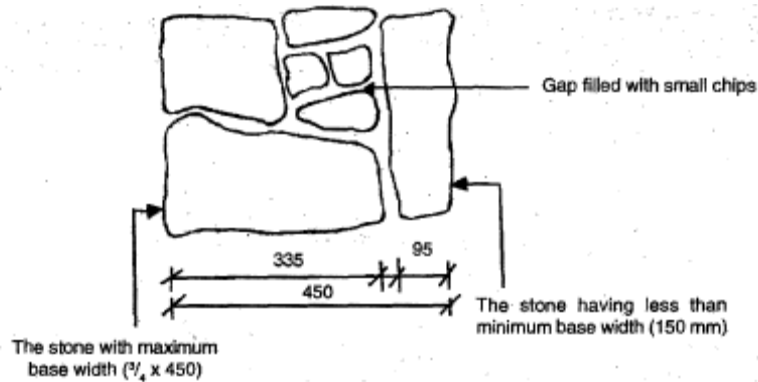 Gap filled with small chips
95
335
450
The stone having less than
minimum base width (150 mm)
The stone with maximum
base width (³/₄ x 450)